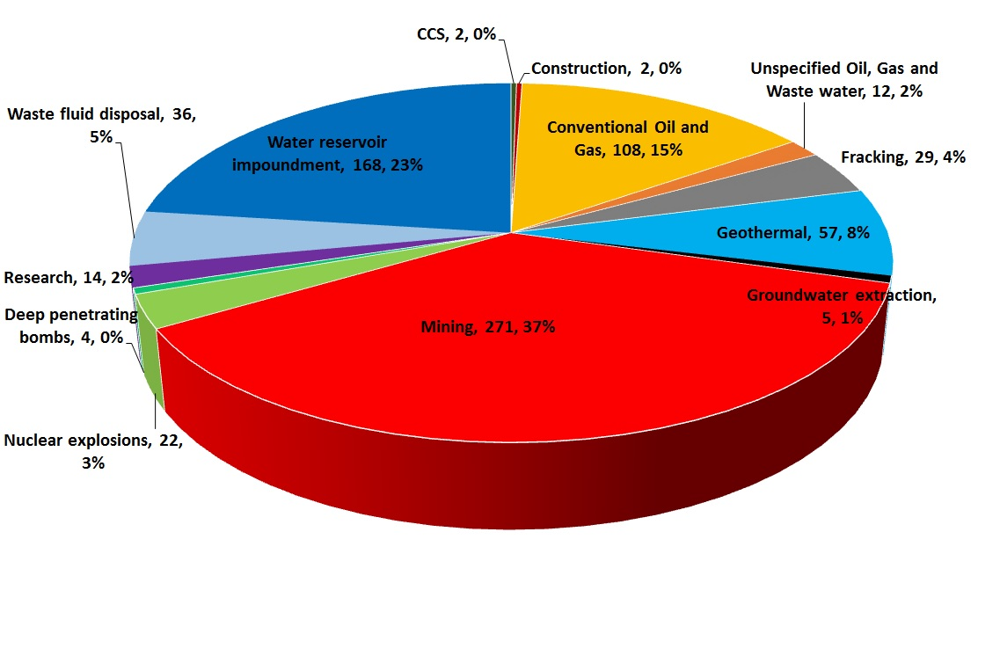 CCS, 2, 0%
Construction, 2, 0%
Unspecified Oil, Gas and
Waste water, 12, 2%
Waste fluid disposal, 36,
5%
Conventional Oil and
Gas, 108, 15%
Water reservoir
impoundment, 168, 23%
Fracking, 29, 4%
Geothermal, 57, 8%
Research, 14, 2%
Groundwater extraction,
5, 1%
Deep penetrating
bombs, 4, 0%
Mining, 271, 37%
Nuclear explosions, 22,
3%